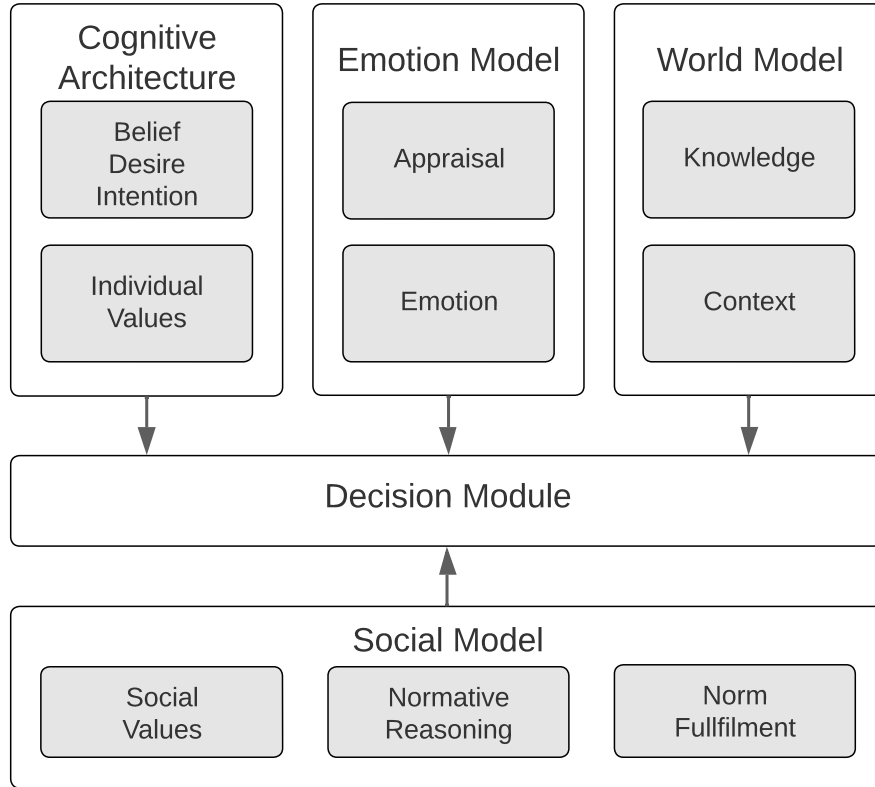 Cognitive
Architecture
Belief
Desire
Intention
Individual
Values
Emotion Model
Appraisal
Emotion
World Model
Knowledge
Context
Decision Module
Social Model
Social
Values
Normative
Reasoning
Norm
Fullfilment